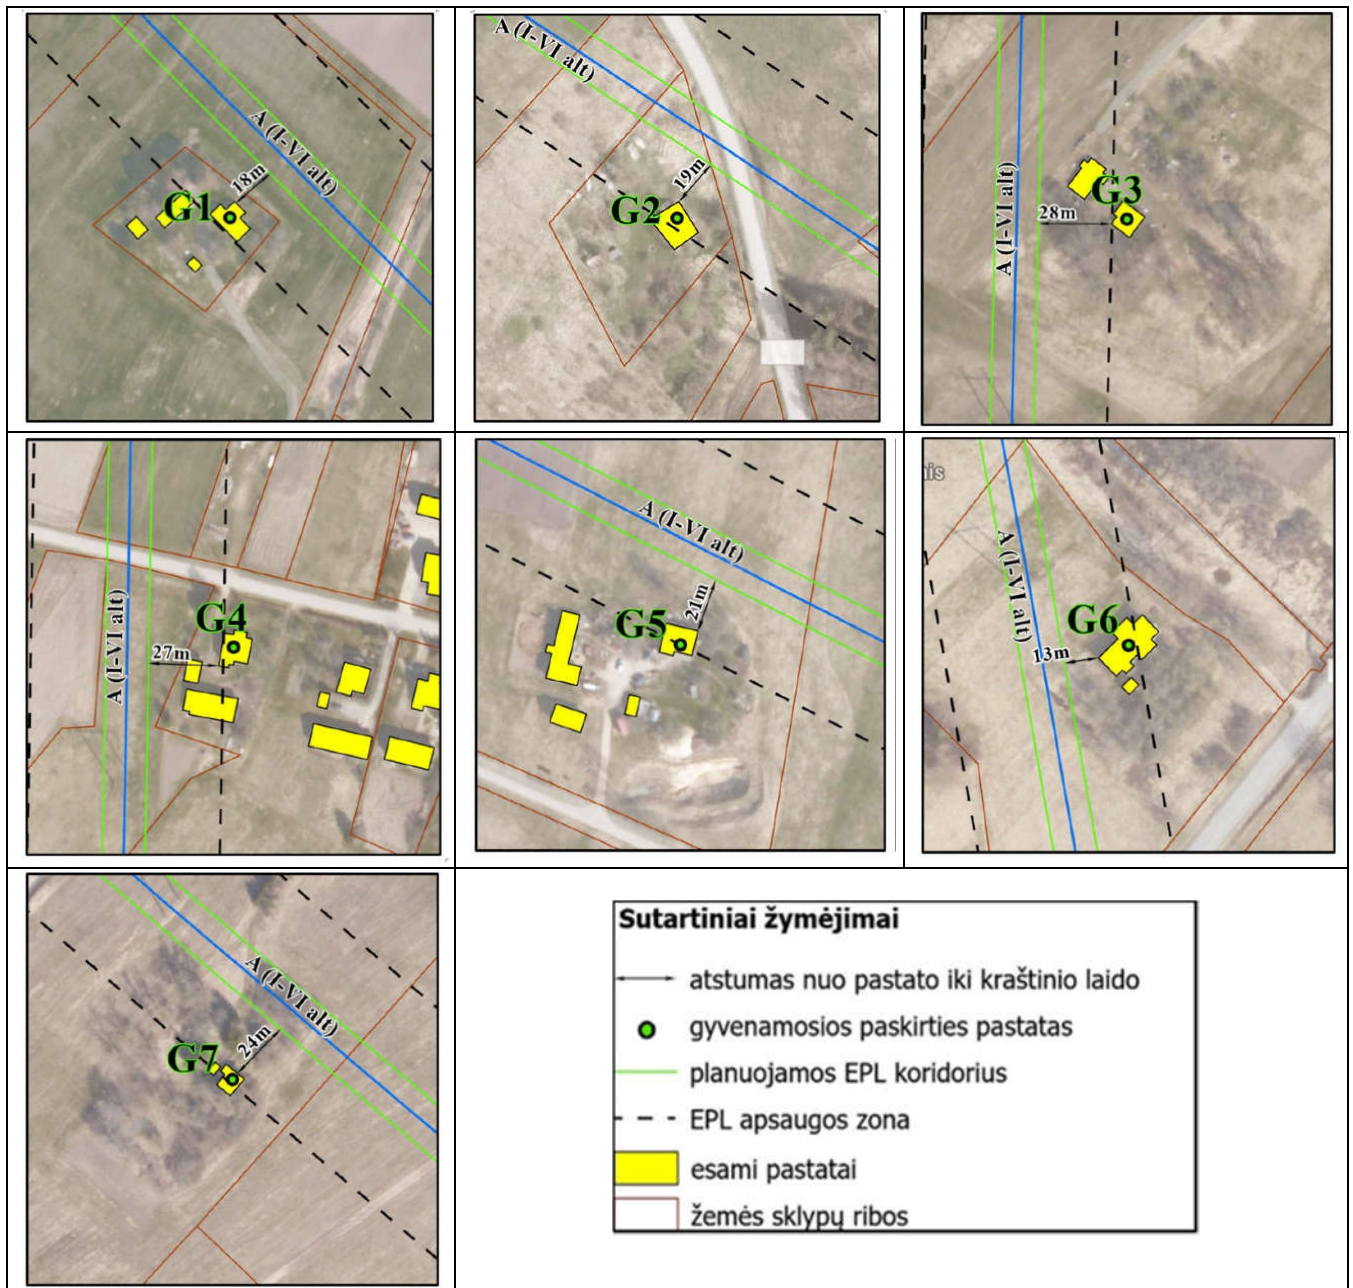 A (I-VI alt)
18m
G1
A (I-VI alt)
19m
G2
A (I-VI alt)
28m
G3
A (I-VI alt)
27m
G4
A (I-VI alt)
21m
G5
nis
A (I-VI alt)
13m
G6
A (I-VI alt)
24m
G7
Sutartiniai žymėjimai
atstumas nuo pastato iki kraštinio laido
gyvenamosios paskirties pastatas
planuojamos EPL koridorius
EPL apsaugos zona
esami pastatai
žemės sklypų ribos